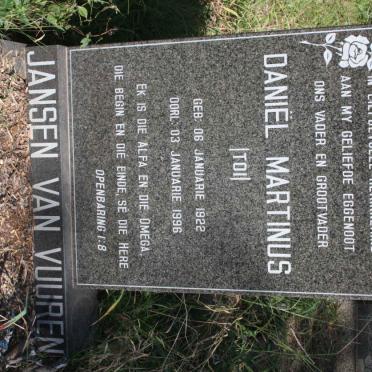 AAN MY GELIEFDE EGGENOOT
ONS VADER EN GROOTVADER
DANIËL MARTINUS
||TOI||
GEB: 06 JANUARIE 1922
OORL: 03 JANUARIE 1996
EK IS DIE ALFA EN DIE OMEGA
DIE BEGIN EN DIE EINDE, SÊ DIE HERE
OPENBARING 1:8
JANSEN VAN VUUREN